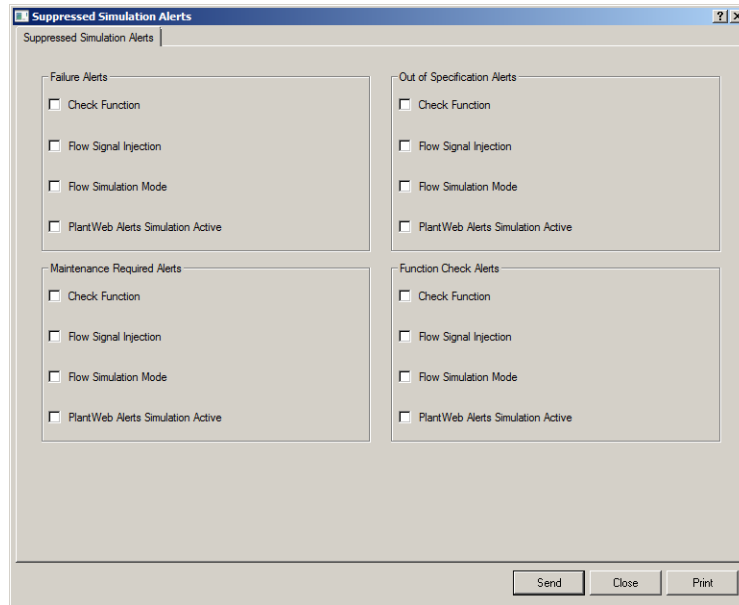 Suppressed Simulation Alerts
Suppressed Simulation Alerts
Failure Alerts
Check Function
Flow Signal Injection
Flow Simulation Mode
PlantWeb Alerts Simulation Active
Out of Specification Alerts
Check Function
Flow Signal Injection
Flow Simulation Mode
PlantWeb Alerts Simulation Active
Maintenance Required Alerts
Check Function
Flow Signal Injection
Flow Simulation Mode
PlantWeb Alerts Simulation Active
Function Check Alerts
Check Function
Flow Signal Injection
Flow Simulation Mode
PlantWeb Alerts Simulation Active
Send Close Print